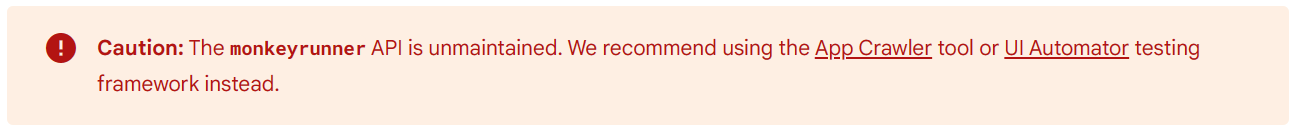 Caution: The monkeyrunner API is unmaintained. We recommend using the App Crawler tool or UI Automator testing
framework instead.